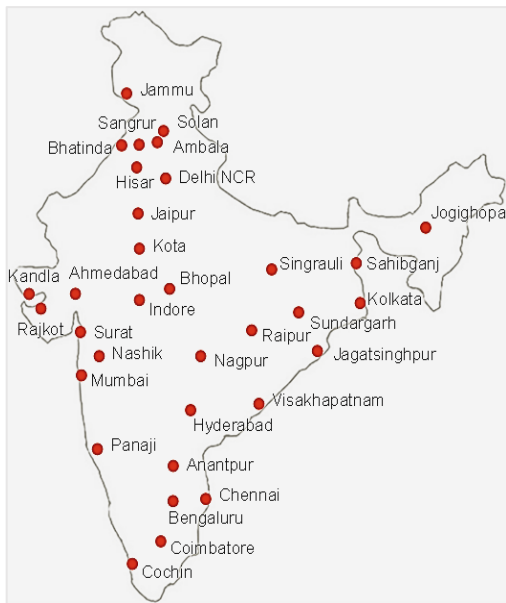 Jammu
Sangrur
Solan
Bhatinda
Ambala
Hisar
Delhi NCR
Jaipur
Jogighopa
Kota
Kandla
Ahmedabad
Bhopal
Singrauli
Sahibganj
Rajkot
Indore
Kolkata
Surat
Raipur
Sundargarh
Nashik
Nagpur
Jagatsinghpur
Mumbai
Visakhapatnam
Hyderabad
Panaji
Anantpur
Chennai
Bengaluru
Coimbatore
Cochin